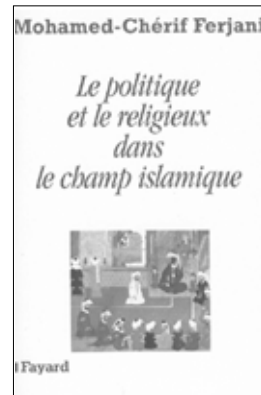 Mohamed-Chérif Ferjani
Le politique
et le religieux
dans
le champ islamique
Fayard